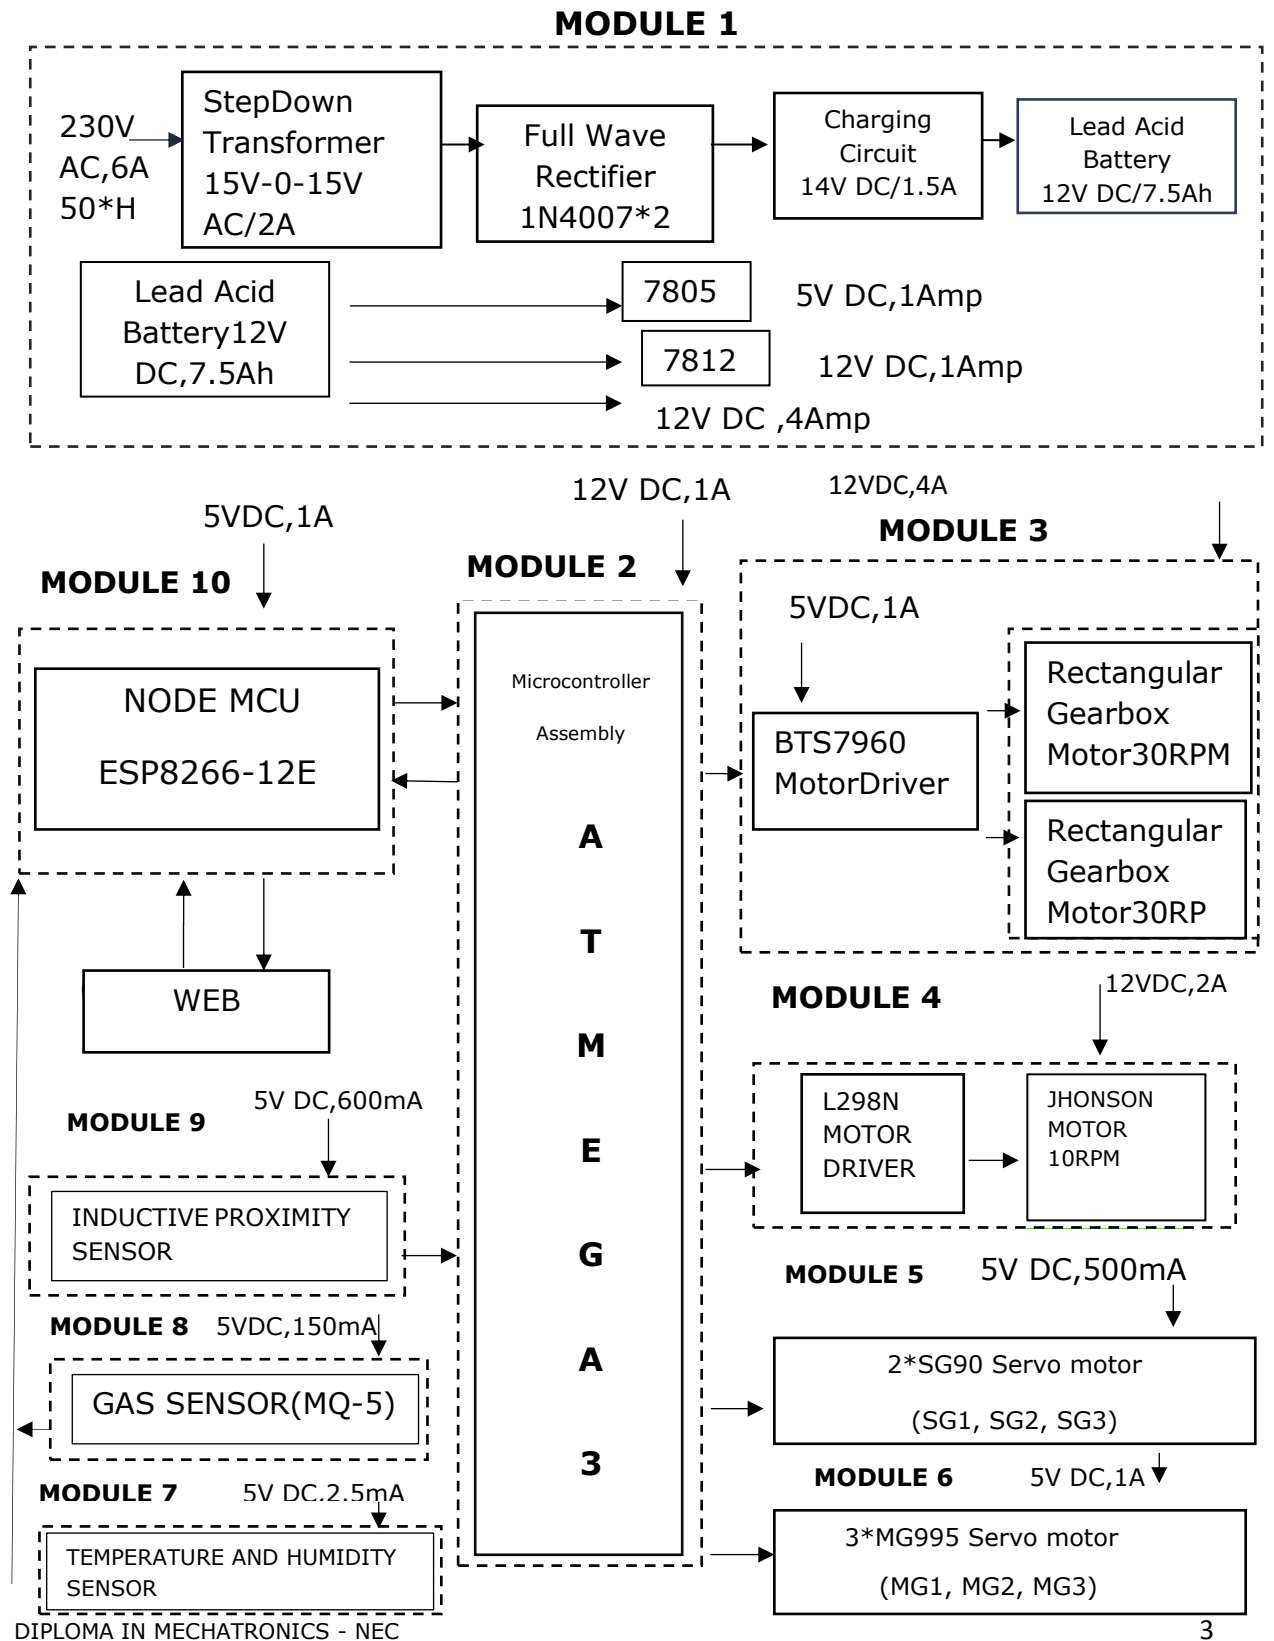 MODULE 1
230V
AC,6A
50*H
StepDown
Transformer
15V-0-15V
AC/2A
Full Wave
Rectifier
1N4007*2
Charging
Circuit
14V DC/1.5A
Lead Acid
Battery
12V DC/7.5Ah
Lead Acid
Battery12V
DC,7.5Ah
7805
5V DC,1Amp
7812
12V DC,1Amp
12V DC ,4Amp
5VDC,1A
12V DC,1A
12VDC,4A
MODULE 10
MODULE 2
MODULE 3
NODE MCU
ESP8266-12E
WEB
Microcontroller
Assembly
A
T
M
E
G
A
3
5VDC,1A
BTS7960
MotorDriver
Rectangular
Gearbox
Motor30RPM
Rectangular
Gearbox
Motor30RP
MODULE 4
12VDC,2A
L298N
MOTOR
DRIVER
JHONSON
MOTOR
10RPM
MODULE 9
5V DC,600mA
INDUCTIVE PROXIMITY
SENSOR
MODULE 5
5V DC,500mA
2*SG90 Servo motor
(SG1, SG2, SG3)
MODULE 8
5VDC,150mA
GAS SENSOR(MQ-5)
MODULE 6
5V DC,1A
3*MG995 Servo motor
(MG1, MG2, MG3)
MODULE 7
5V DC,2.5mA
TEMPERATURE AND HUMIDITY
SENSOR
DIPLOMA IN MECHATRONICS - NEC
3